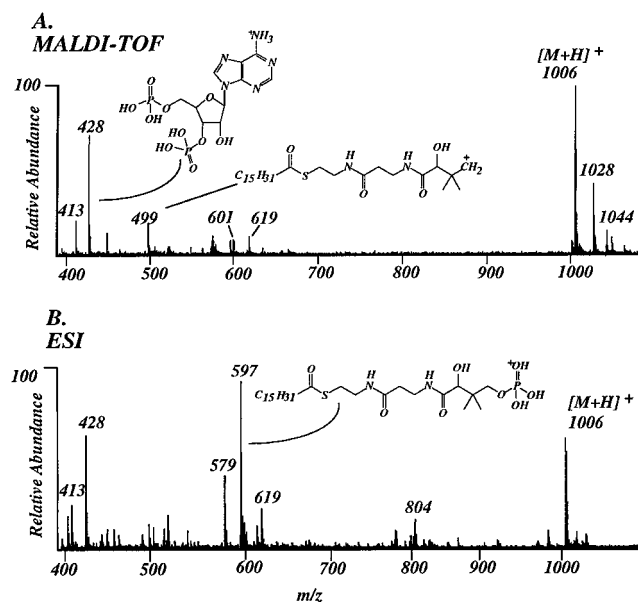 A.
MALDI-TOF
+NH3
N
N
N
N
O
HO-P-O
OH
O
O
OH
HO
P
HO
O
[M+H]+
1006
100
428
413
499
601
619
1028
1044
O
C15H31
S
H
N
O
H
N
O
OH
+
CH2
Relative Abundance
400
500
600
700
800
900
1000
B.
ESI
100
597
428
413
579
619
804
[M+H]+
1006
O
C15H31
S
H
N
O
H
N
O
OH
O
+OH
P
OH
OH
Relative Abundance
400
500
600
700
800
900
1000
m/z